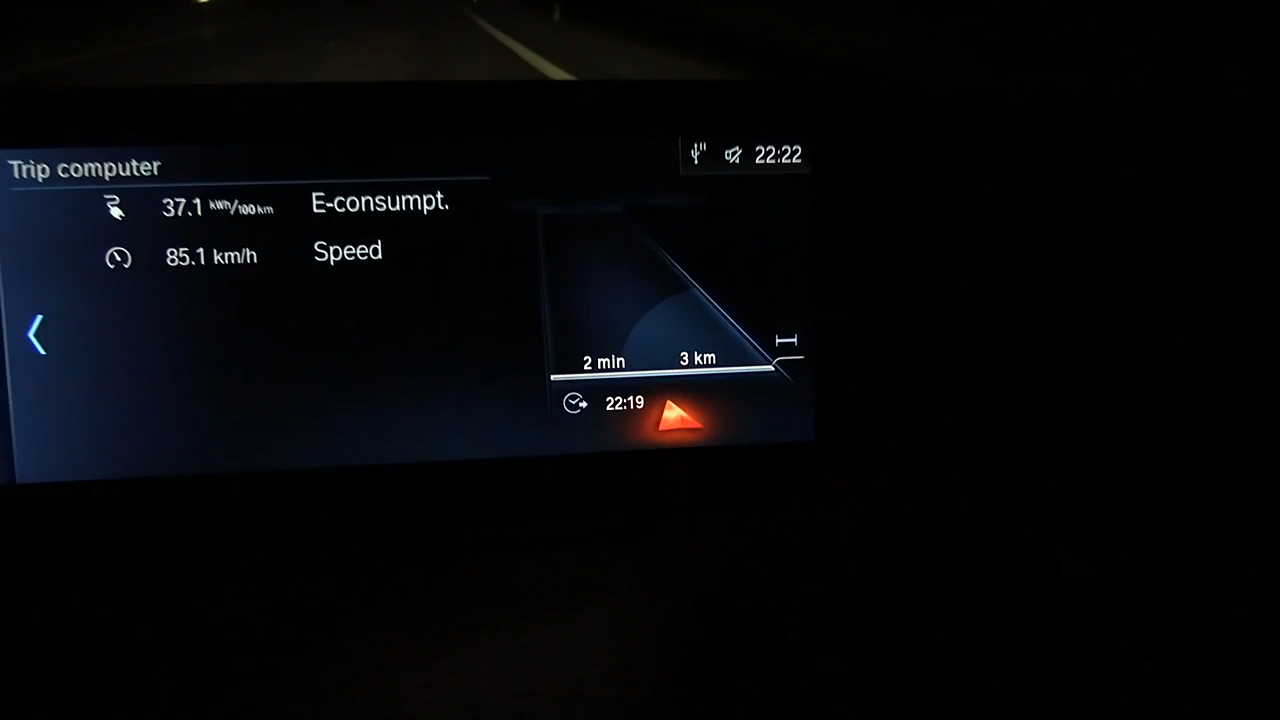 Trip computer
22:22
37.1 kWh/100 km E-consumpt.
85.1 km/h Speed
2 min 3 km
22:19